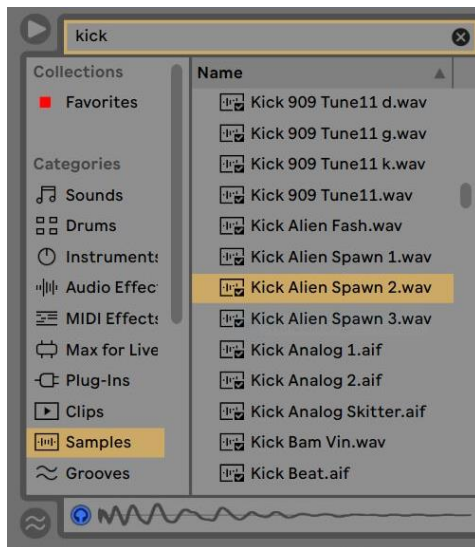 kick
Collections
Favorites
Categories
Sounds
Drums
Instruments
Audio Effec
MIDI Effects
Max for Live
Plug-Ins
Clips
Samples
Grooves
Name
Kick 909 Tune11 d.wav
Kick 909 Tune11 g.wav
Kick 909 Tune11 k.wav
Kick 909 Tune11.wav
Kick Alien Fash.wav
Kick Alien Spawn 1.wav
Kick Alien Spawn 2.wav
Kick Alien Spawn 3.wav
Kick Analog 1.aif
Kick Analog 2.aif
Kick Analog Skitter.aif
Kick Bam Vin.wav
Kick Beat.aif